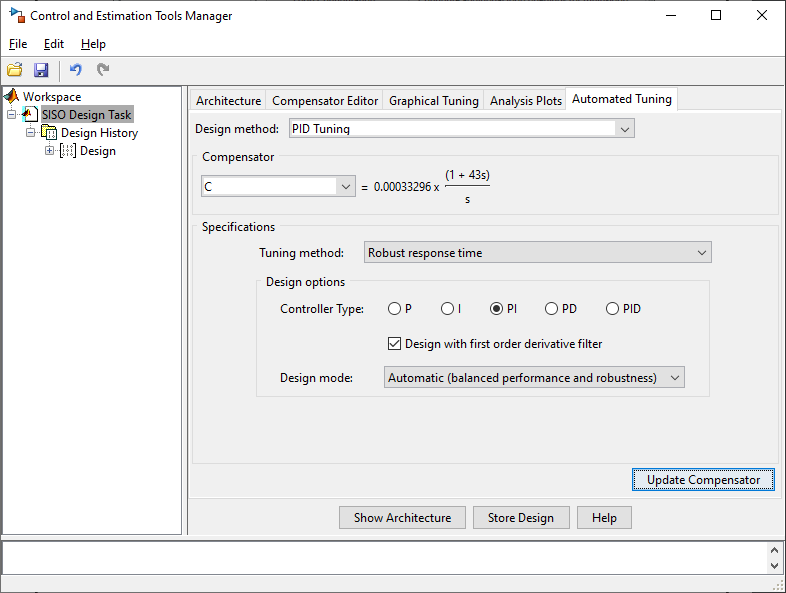 Control and Estimation Tools Manager
File Edit Help
Workspace
SISO Design Task
Design History
Design
Architecture Compensator Editor Graphical Tuning Analysis Plots Automated Tuning
Design method: PID Tuning
Compensator
C = 0.00033296 x (1 + 43s)
s
Specifications
Tuning method: Robust response time
Design options
Controller Type: P I PI PD PID
Design with first order derivative filter
Design mode: Automatic (balanced performance and robustness)
Update Compensator
Show Architecture Store Design Help